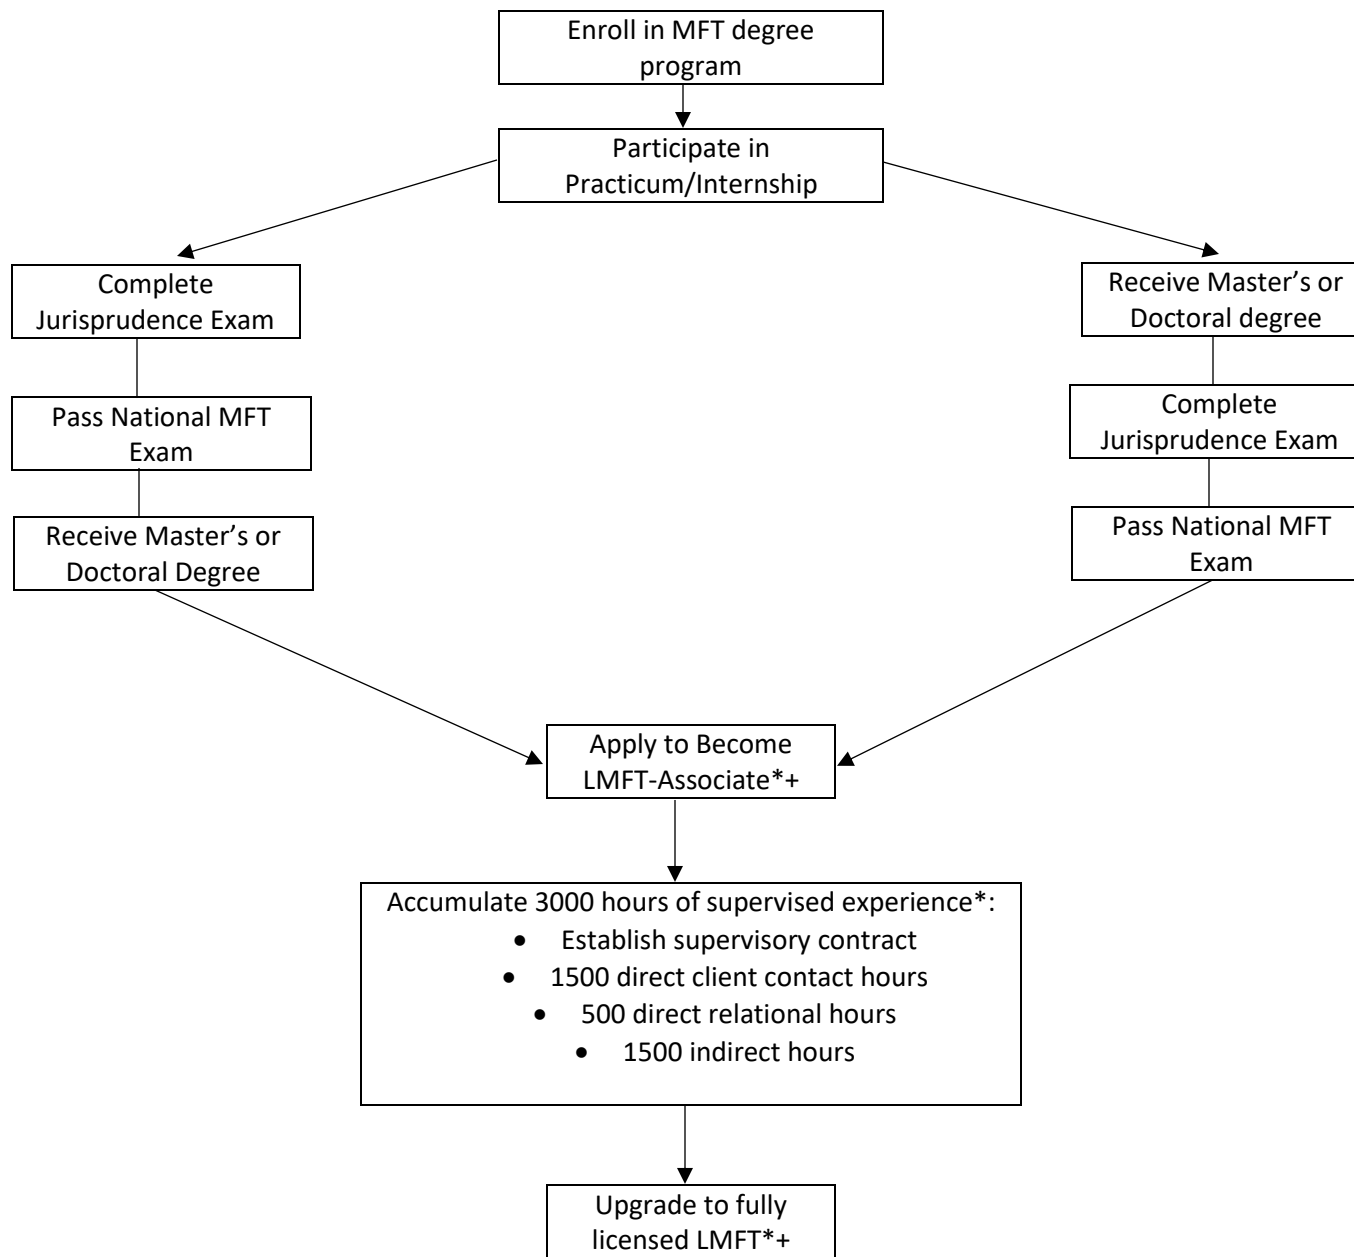 Enroll in MFT degree
program
Participate in
Practicum/Internship
Complete
Jurisprudence Exam
Pass National MFT
Exam
Receive Master’s or
Doctoral Degree
Receive Master’s or
Doctoral degree
Complete
Jurisprudence Exam
Pass National MFT
Exam
Apply to Become
LMFT-Associate*+
Accumulate 3000 hours of supervised experience*:
• Establish supervisory contract
• 1500 direct client contact hours
• 500 direct relational hours
• 1500 indirect hours
Upgrade to fully
licensed LMFT*+